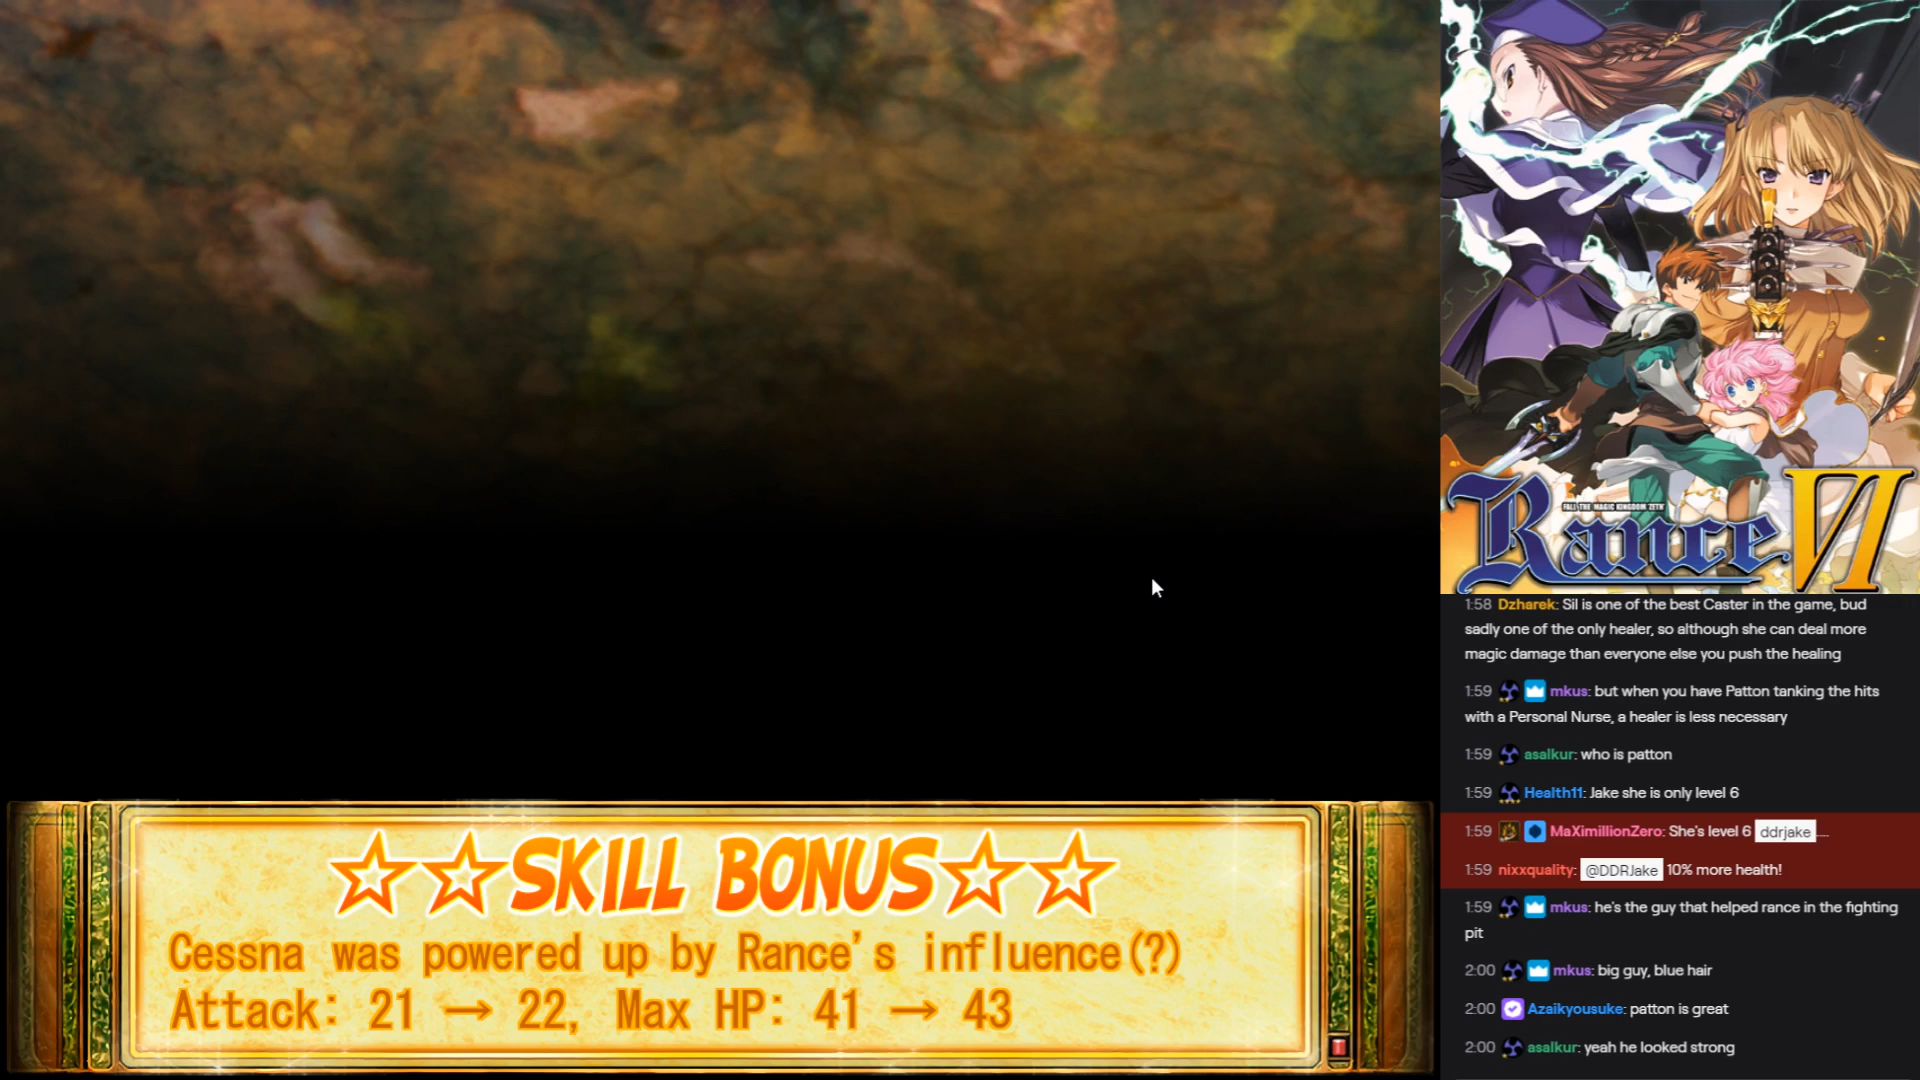 ☆☆SKILL BONUS☆☆
Cessna was powered up by Rance's influence(?)
Attack: 21 → 22, Max HP: 41 → 43
FALL THE MAGIC KINGDOM ZETH
Rance VI
1:58 Dzharek: Sil is one of the best Caster in the game, bud
sadly one of the only healer, so although she can deal more
magic damage than everyone else you push the healing
1:59 mkus: but when you have Patton tanking the hits
with a Personal Nurse, a healer is less necessary
1:59 asalkur: who is patton
1:59 Health11: Jake she is only level 6
1:59 MaXimillionZero: She's level 6 ddrjake ....
1:59 nixxquality: @DDRJake 10% more health!
1:59 mkus: he's the guy that helped rance in the fighting
pit
2:00 mkus: big guy, blue hair
2:00 Azaikyousuke: patton is great
2:00 asalkur: yeah he looked strong